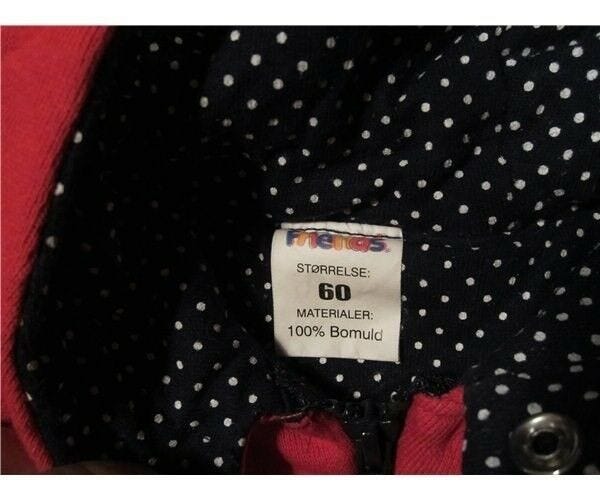 Friends
STØRRELSE:
60
MATERIALER:
100% Bomuld